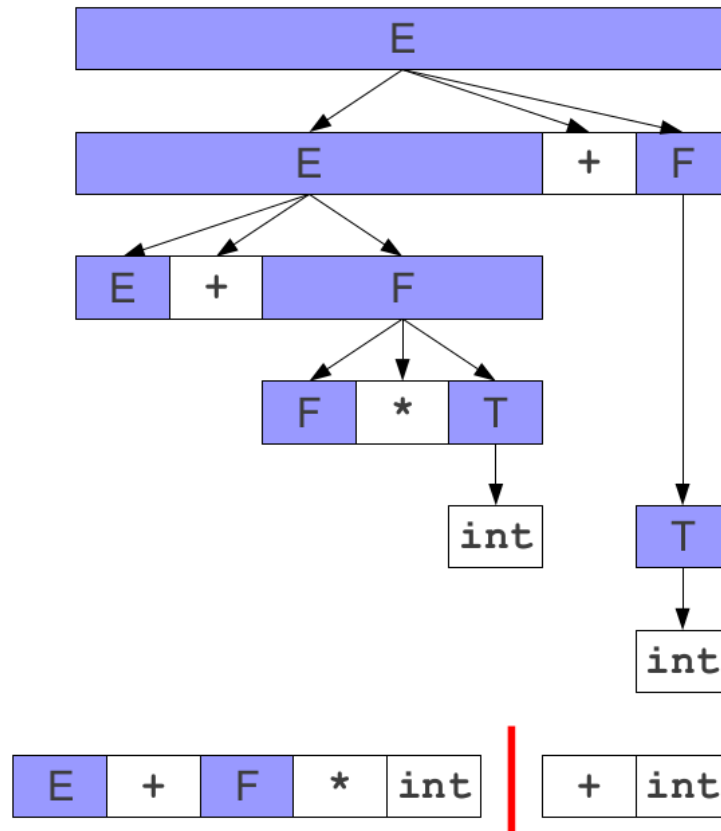 E
E + F
E + F
F * T
int T
int
E + F * int + int